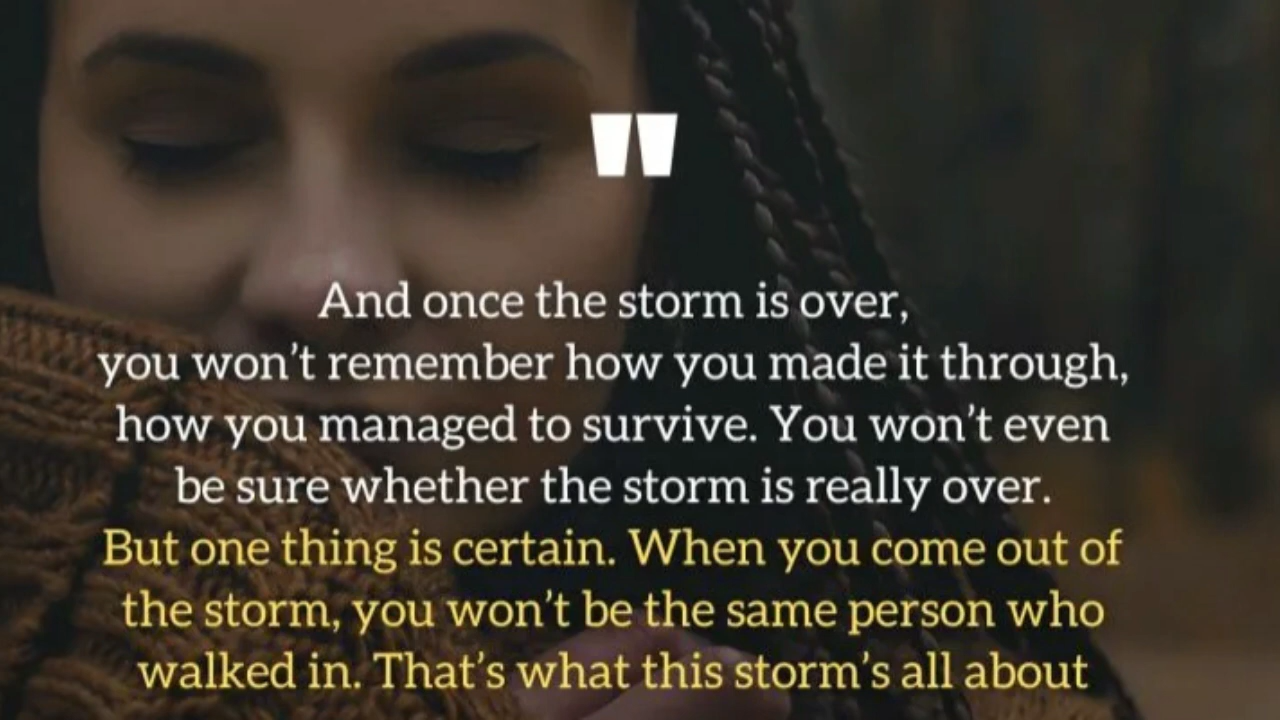 "
And once the storm is over,
you won’t remember how you made it through,
how you managed to survive. You won’t even
be sure whether the storm is really over.
But one thing is certain. When you come out of
the storm, you won’t be the same person who
walked in. That’s what this storm’s all about